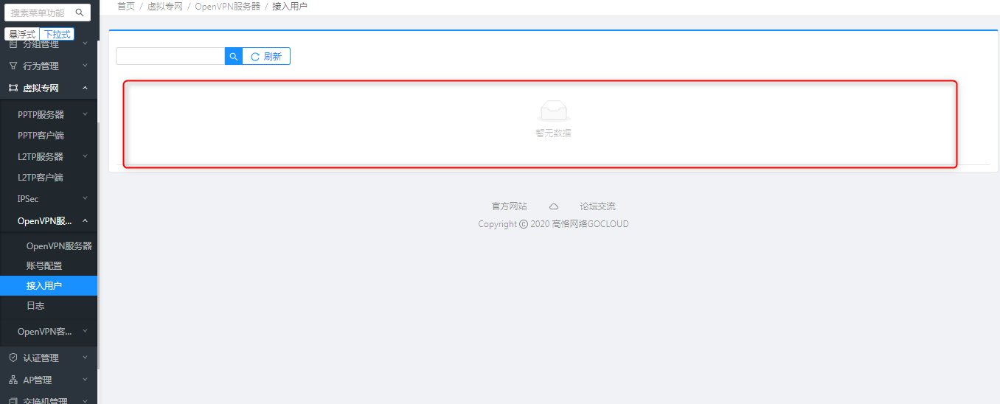 搜索菜单功能
首页 / 虚拟专网 / OpenVPN服务器 / 接入用户
悬浮式 下拉式
分组管理
行为管理
虚拟专网
PPTP服务器
PPTP客户端
L2TP服务器
L2TP客户端
IPSec
OpenVPN服...
OpenVPN服务器
账号配置
接入用户
日志
OpenVPN客...
认证管理
AP管理
交换机管理
刷新
暂无数据
官方网站 论坛交流
Copyright © 2020 高恪网络GOCLOUD